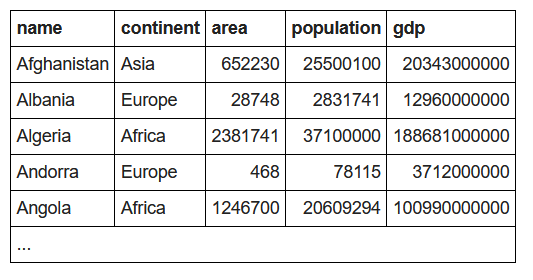 name continent area population gdp
Afghanistan Asia 652230 25500100 20343000000
Albania Europe 28748 2831741 12960000000
Algeria Africa 2381741 37100000 188681000000
Andorra Europe 468 78115 3712000000
Angola Africa 1246700 20609294 100990000000
...